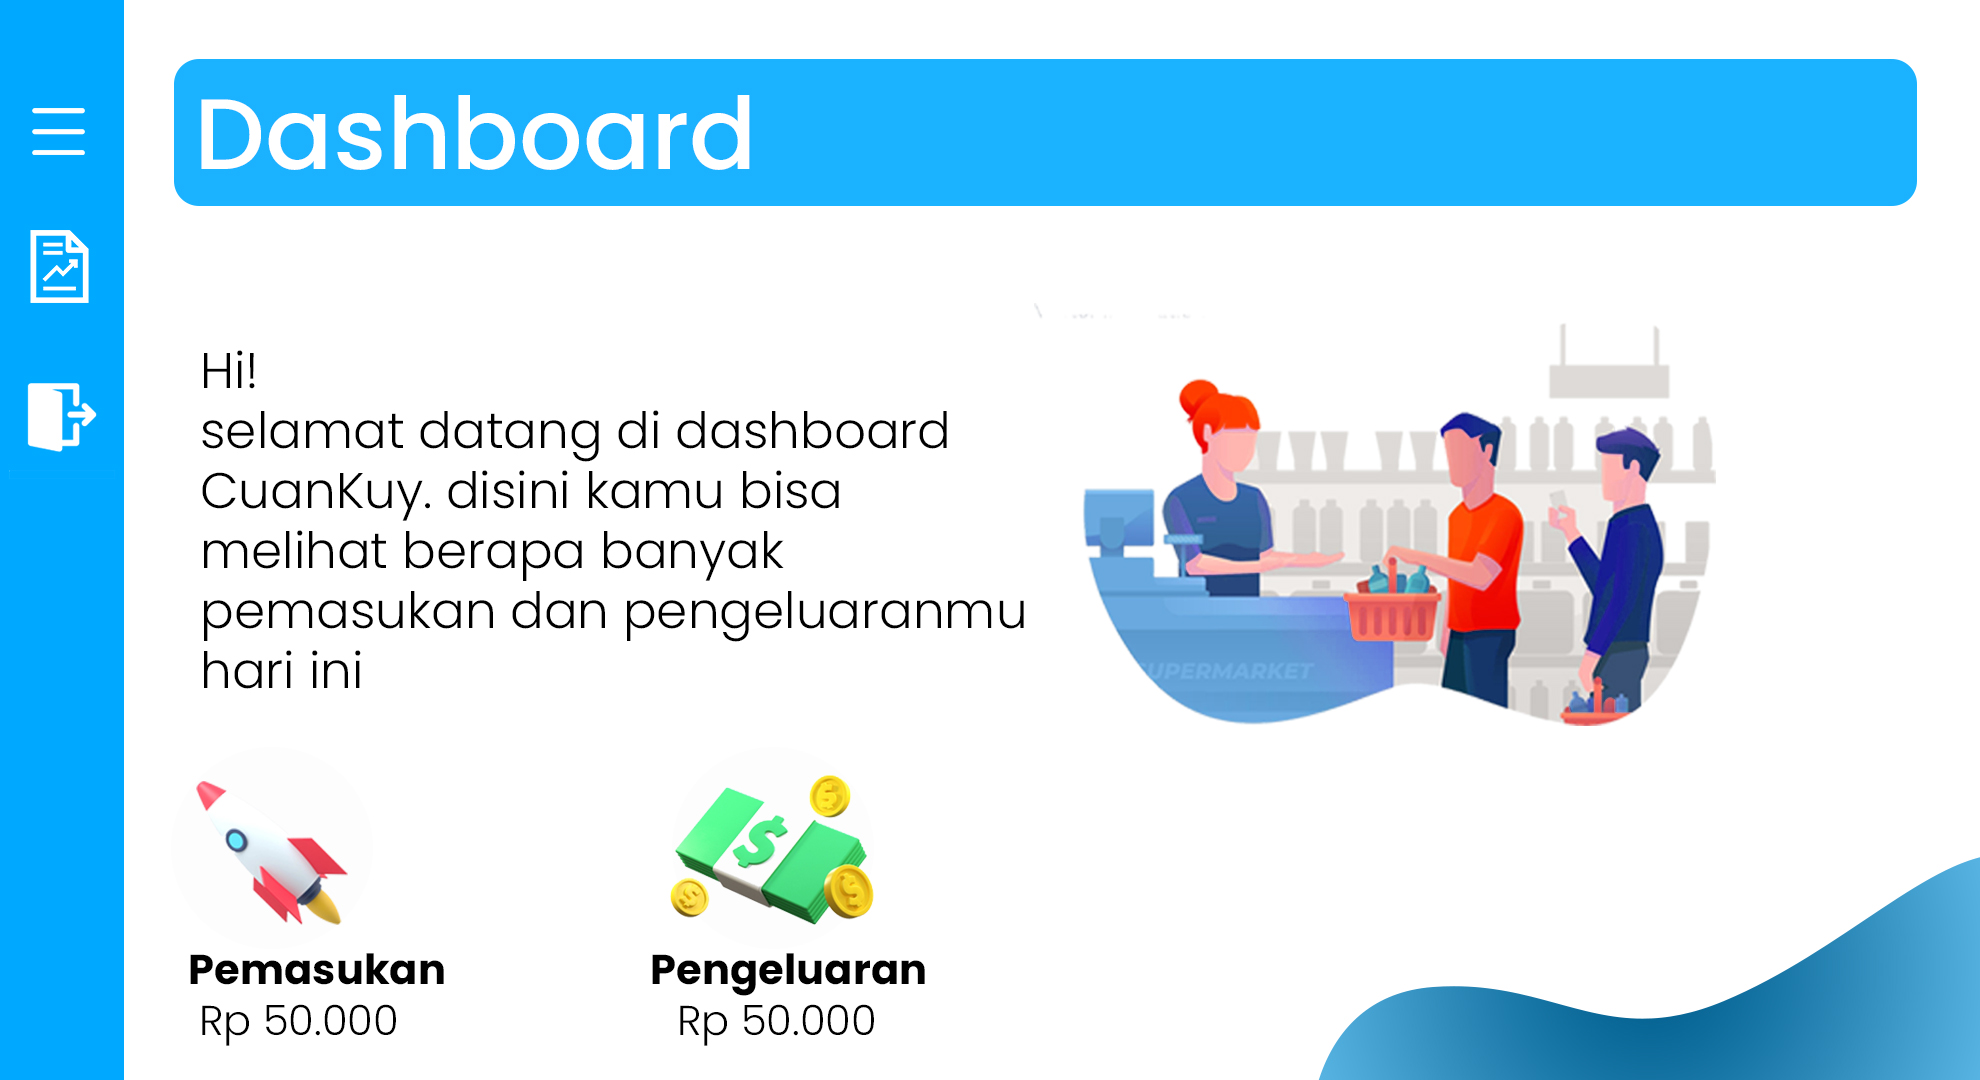 Dashboard
Hi!
selamat datang di dashboard
CuanKuy. disini kamu bisa
melihat berapa banyak
pemasukan dan pengeluaranmu
hari ini
SUPERMARKET
Pemasukan
Rp 50.000
Pengeluaran
Rp 50.000